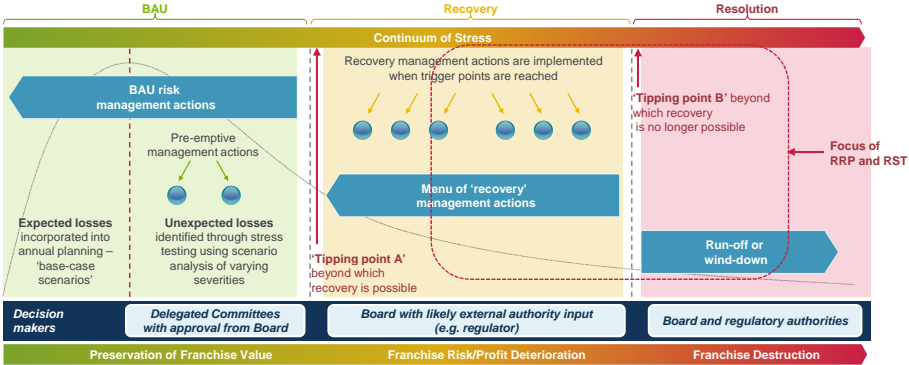 BAU
Recovery
Resolution
Continuum of Stress
BAU risk
management actions
Pre-emptive
management actions
Expected losses
incorporated into
annual planning –
‘base-case
scenarios’
Unexpected losses
identified through stress
testing using scenario
analysis of varying
severities
Recovery management actions are implemented
when trigger points are reached
Menu of ‘recovery’
management actions
‘Tipping point A’
beyond which
recovery is possible
‘Tipping point B’ beyond
which recovery
is no longer possible
Focus of
RRP and RST
Run-off or
wind-down
Decision
makers
Delegated Committees
with approval from Board
Board with likely external authority input
(e.g. regulator)
Board and regulatory authorities
Preservation of Franchise Value
Franchise Risk/Profit Deterioration
Franchise Destruction